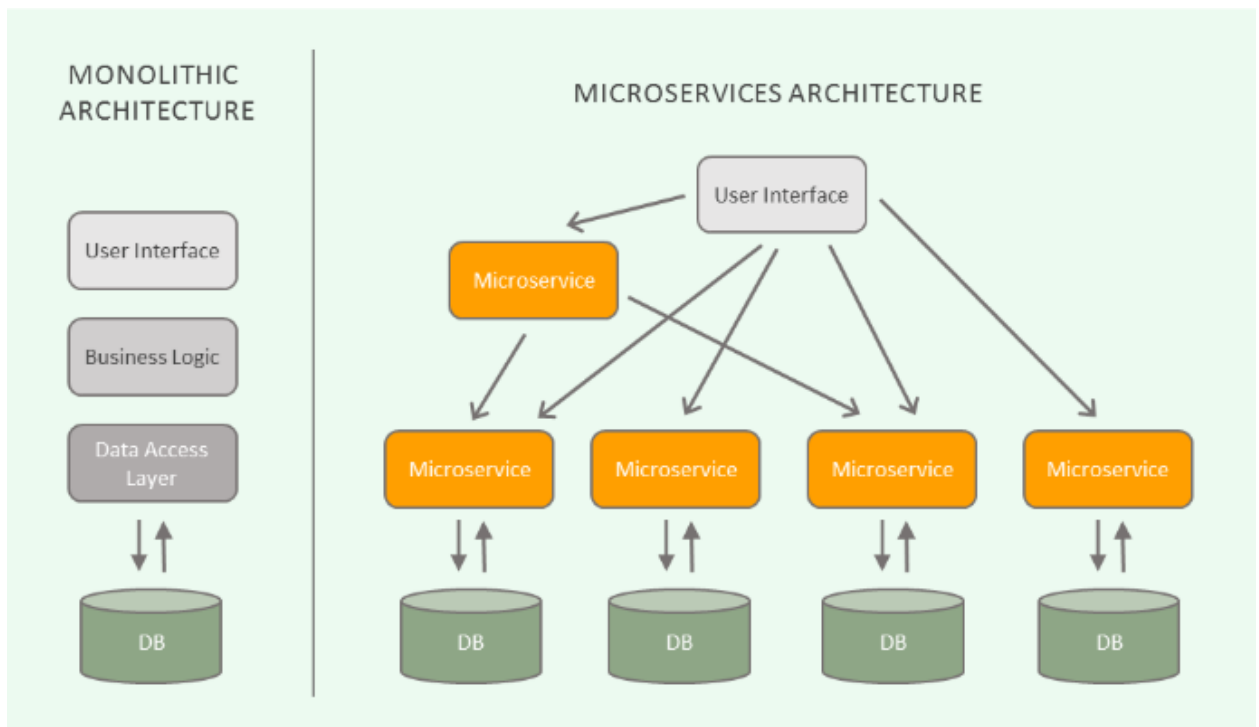 MONOLITHIC
ARCHITECTURE
User Interface
Business Logic
Data Access
Layer
DB
MICROSERVICES ARCHITECTURE
User Interface
Microservice
Microservice
Microservice
Microservice
Microservice
DB
DB
DB
DB